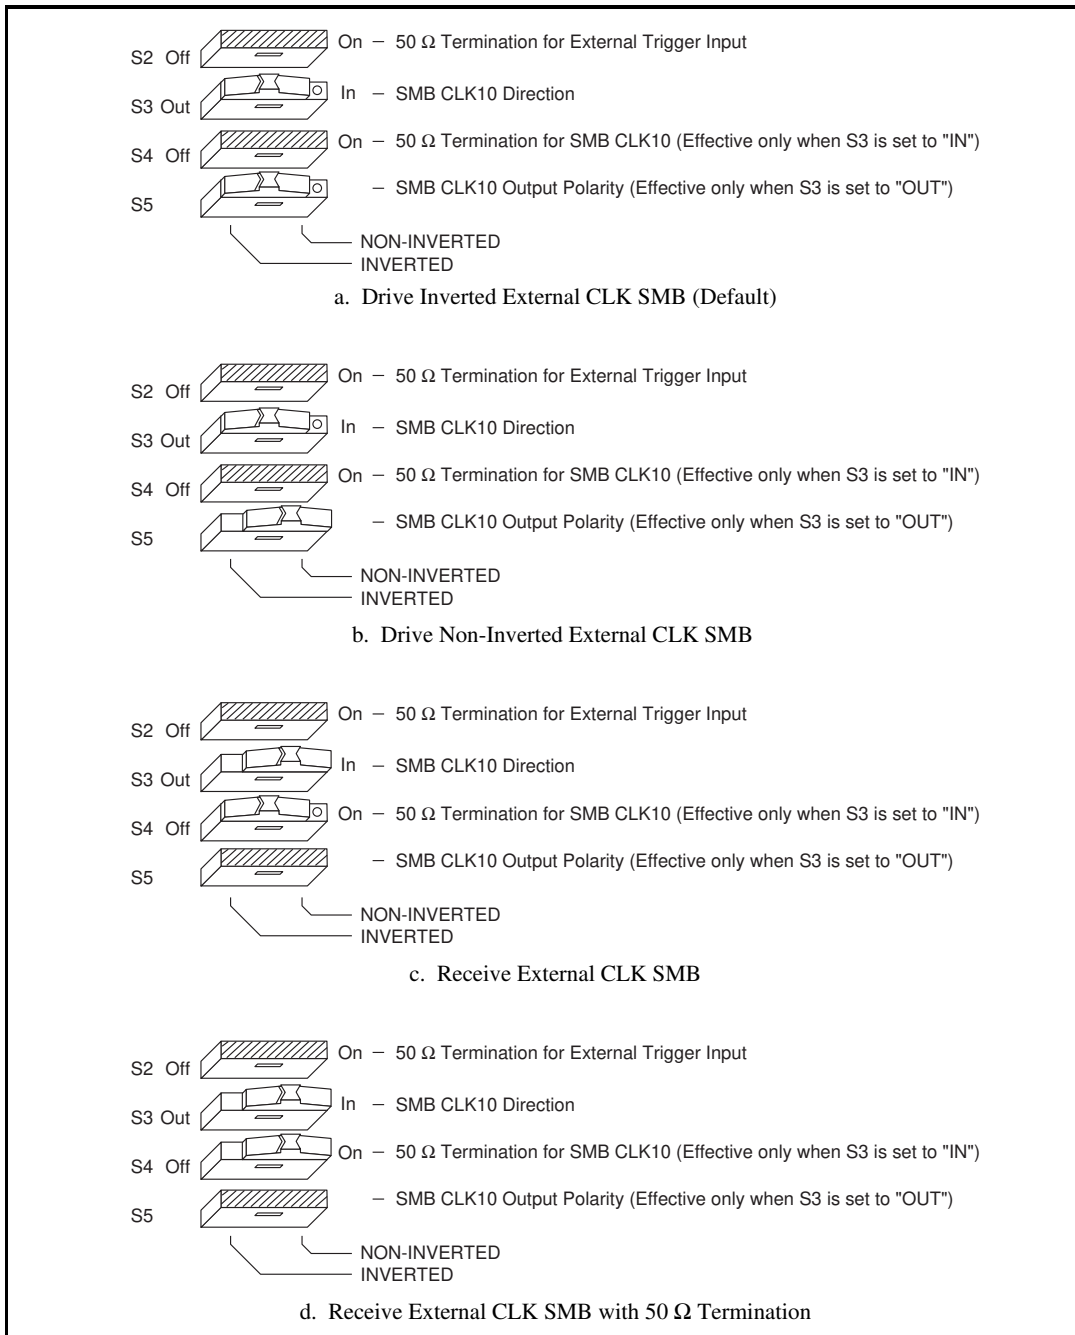 S2 Off On – 50 Ω Termination for External Trigger Input
S3 Out In – SMB CLK10 Direction
S4 Off On – 50 Ω Termination for SMB CLK10 (Effective only when S3 is set to "IN")
S5 – SMB CLK10 Output Polarity (Effective only when S3 is set to "OUT")
NON-INVERTED
INVERTED
a. Drive Inverted External CLK SMB (Default)
S2 Off On – 50 Ω Termination for External Trigger Input
S3 Out In – SMB CLK10 Direction
S4 Off On – 50 Ω Termination for SMB CLK10 (Effective only when S3 is set to "IN")
S5 – SMB CLK10 Output Polarity (Effective only when S3 is set to "OUT")
NON-INVERTED
INVERTED
b. Drive Non-Inverted External CLK SMB
S2 Off On – 50 Ω Termination for External Trigger Input
S3 Out In – SMB CLK10 Direction
S4 Off On – 50 Ω Termination for SMB CLK10 (Effective only when S3 is set to "IN")
S5 – SMB CLK10 Output Polarity (Effective only when S3 is set to "OUT")
NON-INVERTED
INVERTED
c. Receive External CLK SMB
S2 Off On – 50 Ω Termination for External Trigger Input
S3 Out In – SMB CLK10 Direction
S4 Off On – 50 Ω Termination for SMB CLK10 (Effective only when S3 is set to "IN")
S5 – SMB CLK10 Output Polarity (Effective only when S3 is set to "OUT")
NON-INVERTED
INVERTED
d. Receive External CLK SMB with 50 Ω Termination